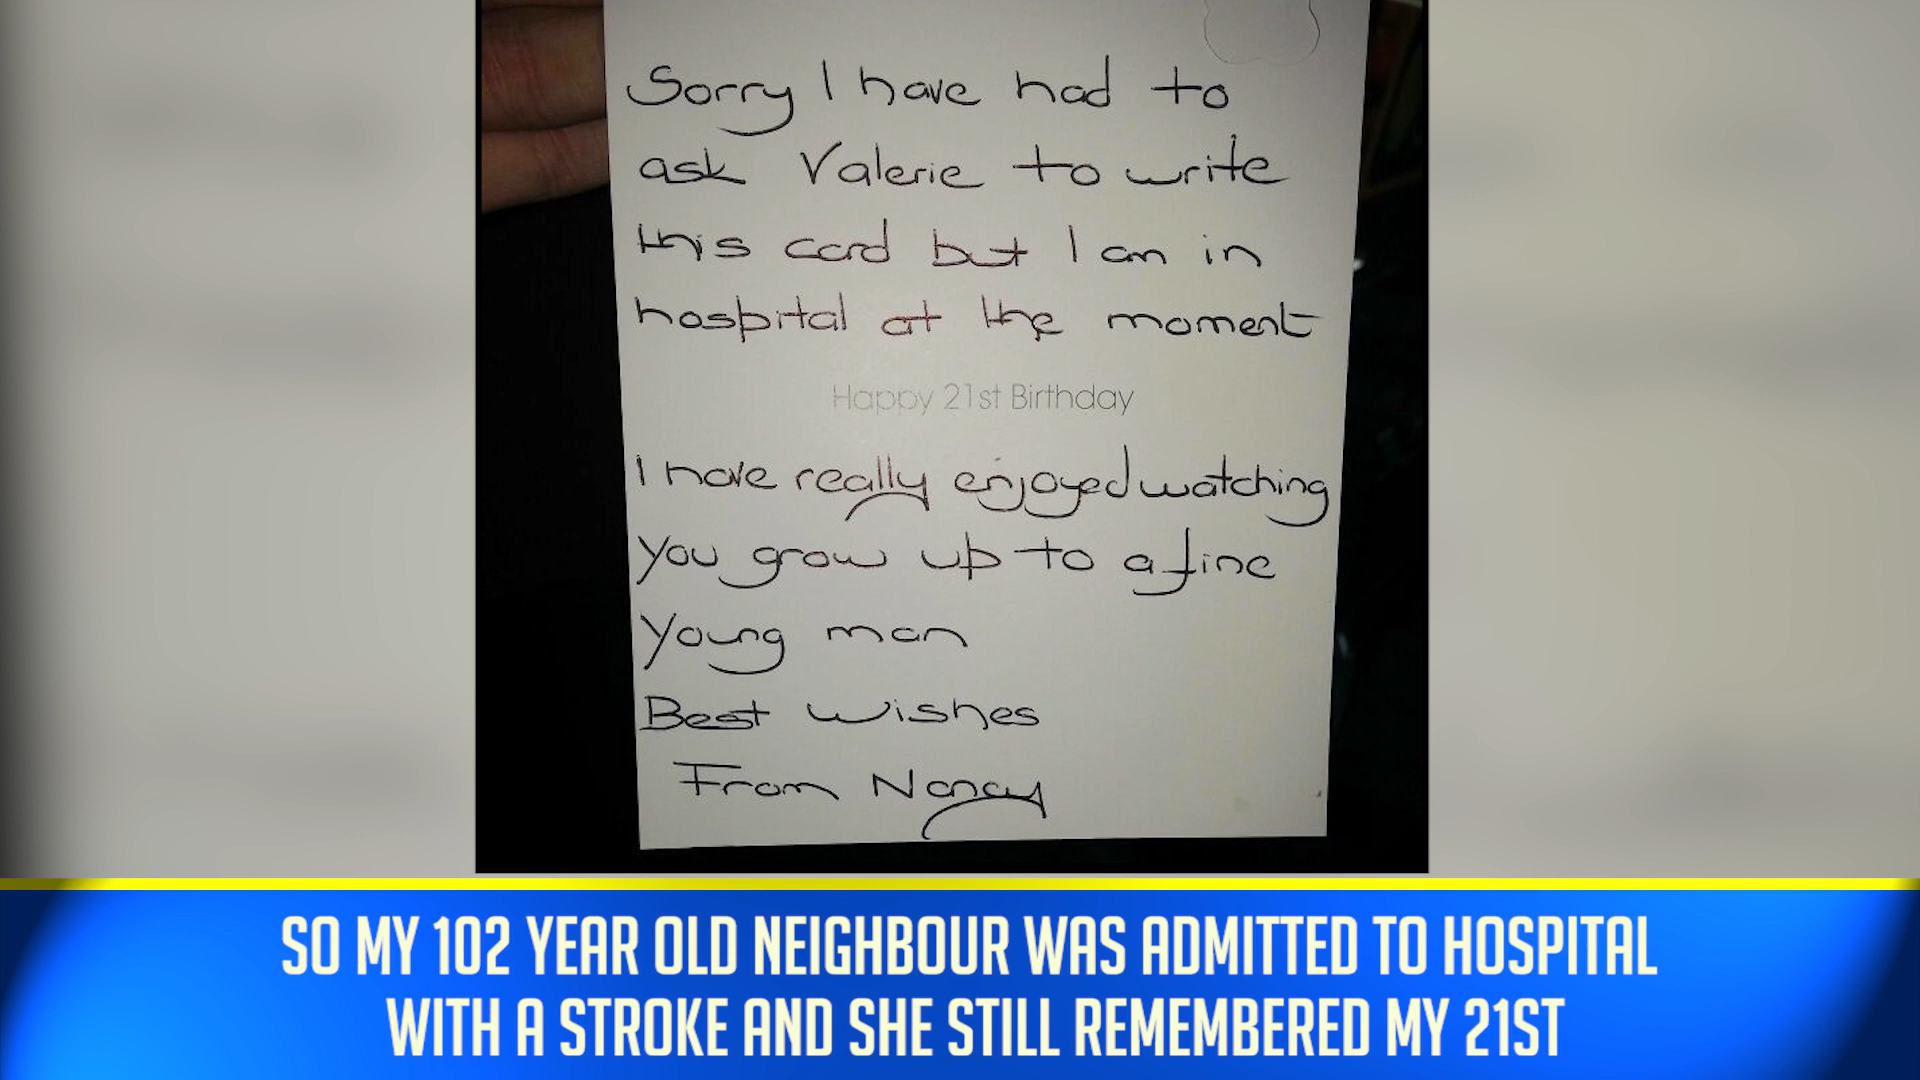 Sorry I have had to
ask Valerie to write
this card but I am in
hospital at the moment
Happy 21st Birthday
I have really enjoyed watching
you grow up to a fine
young man
Best wishes
From Nancy
SO MY 102 YEAR OLD NEIGHBOUR WAS ADMITTED TO HOSPITAL
WITH A STROKE AND SHE STILL REMEMBERED MY 21ST